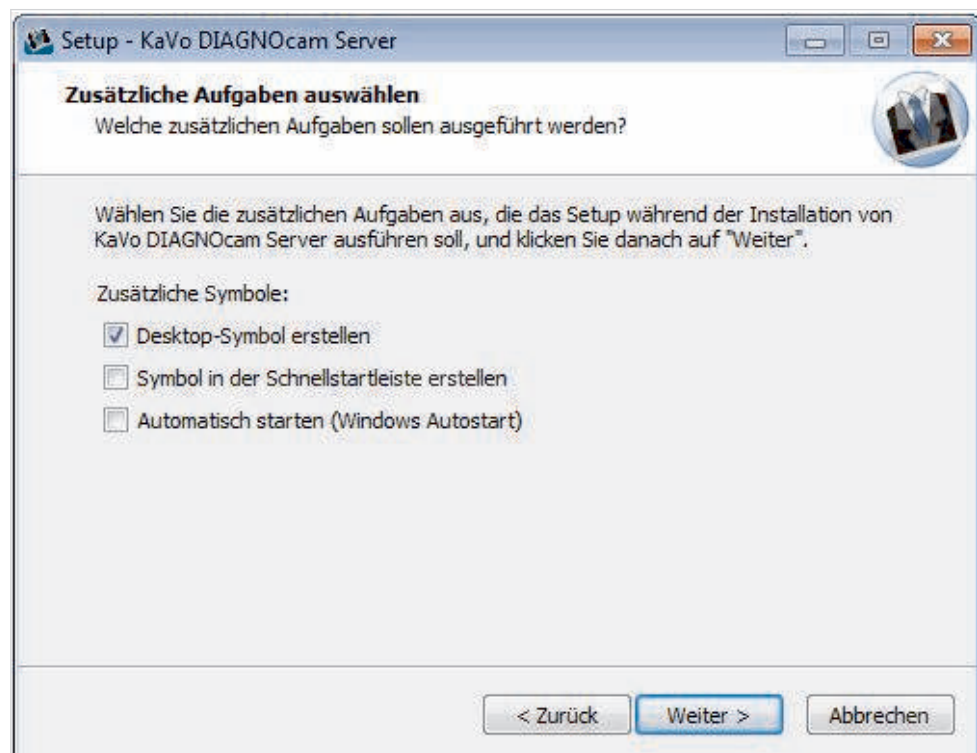 Setup - KaVo DIAGNOcam Server
Zusätzliche Aufgaben auswählen
Welche zusätzlichen Aufgaben sollen ausgeführt werden?
Wählen Sie die zusätzlichen Aufgaben aus, die das Setup während der Installation von
KaVo DIAGNOcam Server ausführen soll, und klicken Sie danach auf "Weiter".
Zusätzliche Symbole:
Desktop-Symbol erstellen
Symbol in der Schnellstartleiste erstellen
Automatisch starten (Windows Autostart)
< Zurück
Weiter >
Abbrechen